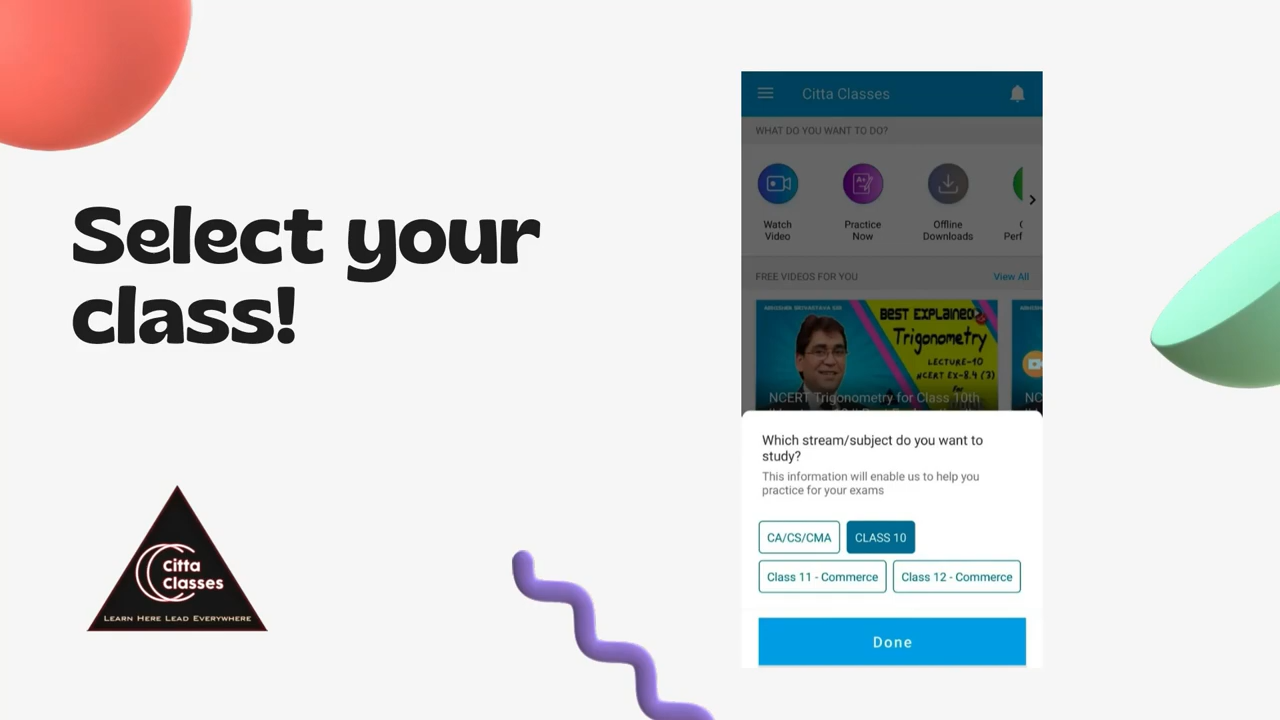 Select your
class!
Citta
Classes
LEARN HERE LEAD EVERYWHERE
Citta Classes
WHAT DO YOU WANT TO DO?
Watch
Video
Practice
Now
Offline
Downloads
Perf
FREE VIDEOS FOR YOU
View All
BEST EXPLAINED
Trigonometry
LECTURE-10
NCERT EX-8.4 (3)
for
NCERT Trigonometry for Class 10th
NC
Which stream/subject do you want to
study?
This information will enable us to help you
practice for your exams
CA/CS/CMA
CLASS 10
Class 11 - Commerce
Class 12 - Commerce
Done